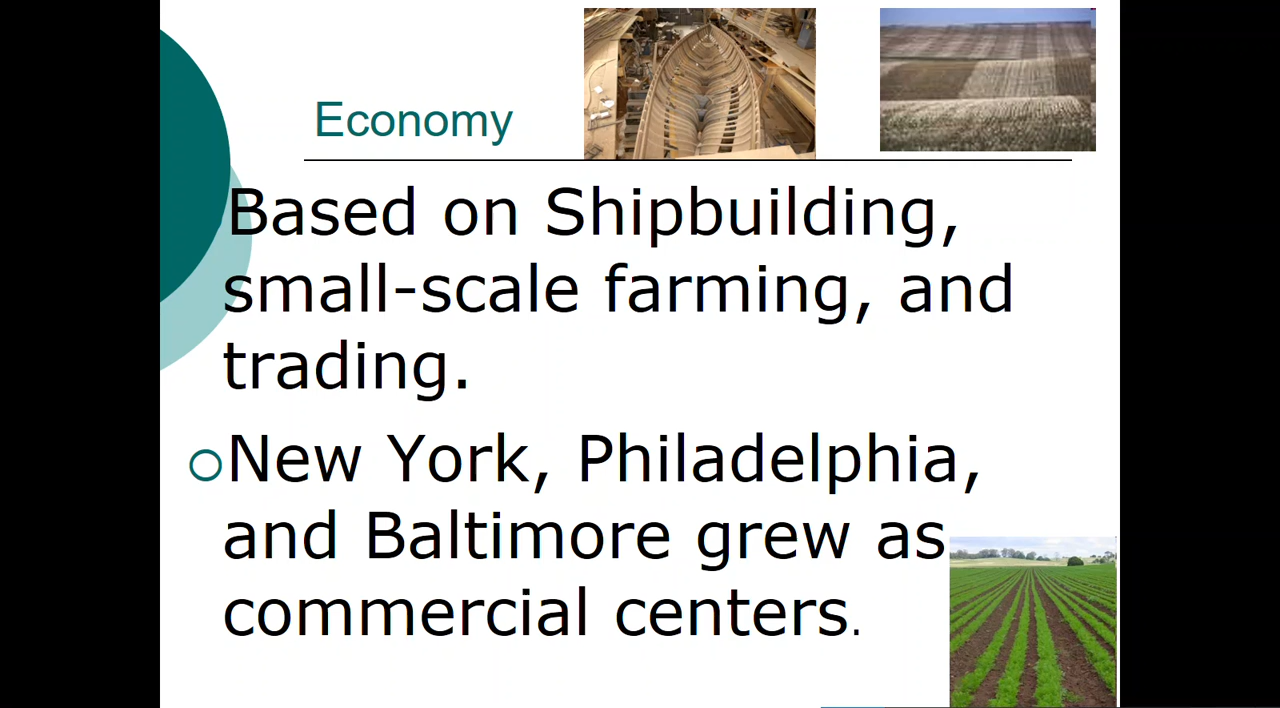 Economy
Based on Shipbuilding,
small-scale farming, and
trading.
New York, Philadelphia,
and Baltimore grew as
commercial centers.